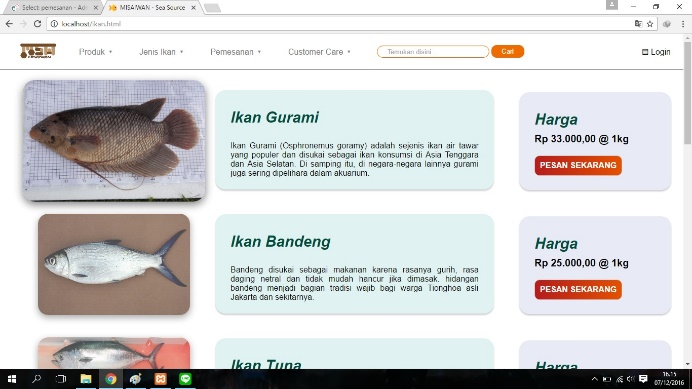 Select: pemesanan - Ad
MISAIWAN - Sea Source
localhost/ikan.html
Produk
Jenis Ikan
Pemesanan
Customer Care
Temukan disini
Cari
Login
Ikan Gurami
Ikan Gurami (Osphronemus goramy) adalah sejenis ikan air tawar
yang populer dan disukai sebagai ikan konsumsi di Asia Tenggara
dan Asia Selatan. Di samping itu, di negara-negara lainnya gurami
juga sering dipelihara dalam akuarium.
Harga
Rp 33.000,00 @ 1kg
PESAN SEKARANG
Ikan Bandeng
Bandeng disukai sebagai makanan karena rasanya gurih, rasa
daging netral dan tidak mudah hancur jika dimasak. hidangan
bandeng menjadi bagian tradisi wajib bagi warga Tionghoa asli
Jakarta dan sekitarnya.
Harga
Rp 25.000,00 @ 1kg
PESAN SEKARANG
Ikan Tuna
Harga
16.15
07/12/2016